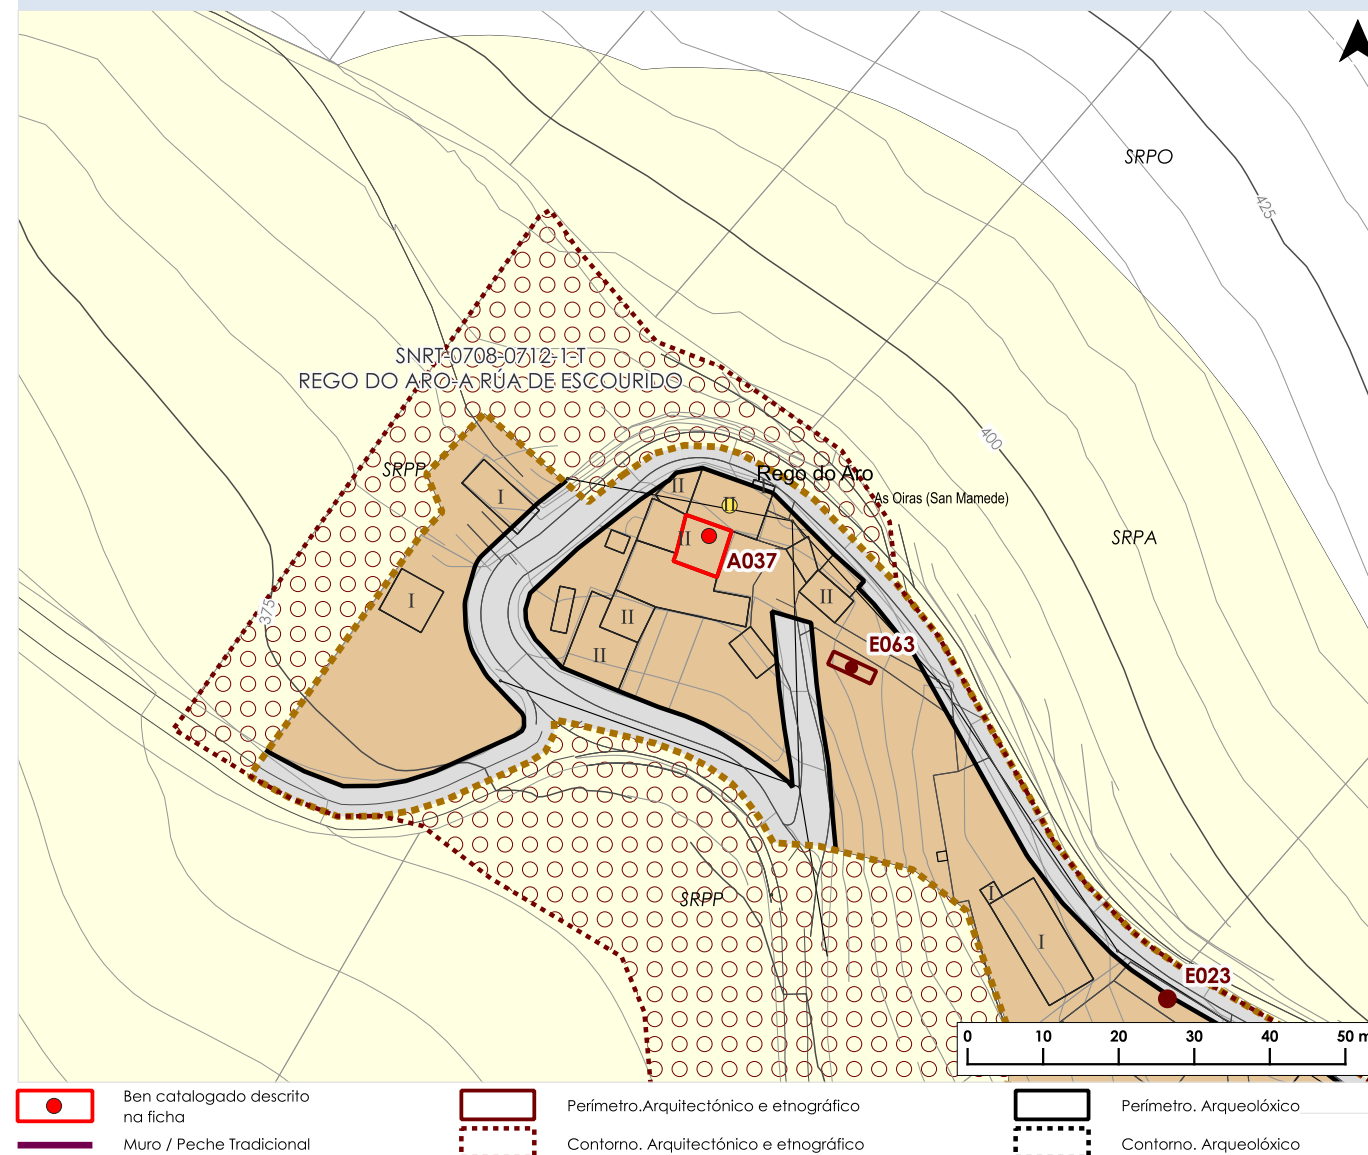 SRPO
425
SNRT-0708-0712-1-T
REGO DO ARO-A RÚA DE ESCOURIDO
400
SRPP
Rego do Aro
As Oiras (San Mamede)
I
II
II
II
A037
SRPA
375
I
II
II
II
E063
SRPP
I
I
E023
0 10 20 30 40 50 m
Ben catalogado descrito
na ficha
Perímetro.Arquitectónico e etnográfico
Perímetro. Arqueolóxico
Muro / Peche Tradicional
Contorno. Arquitectónico e etnográfico
Contorno. Arqueolóxico